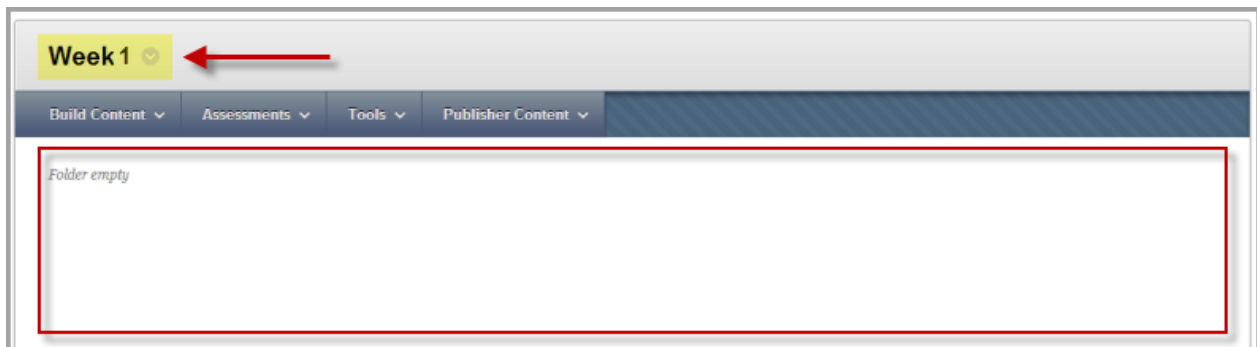 Week 1
Build Content Assessments Tools Publisher Content
Folder empty